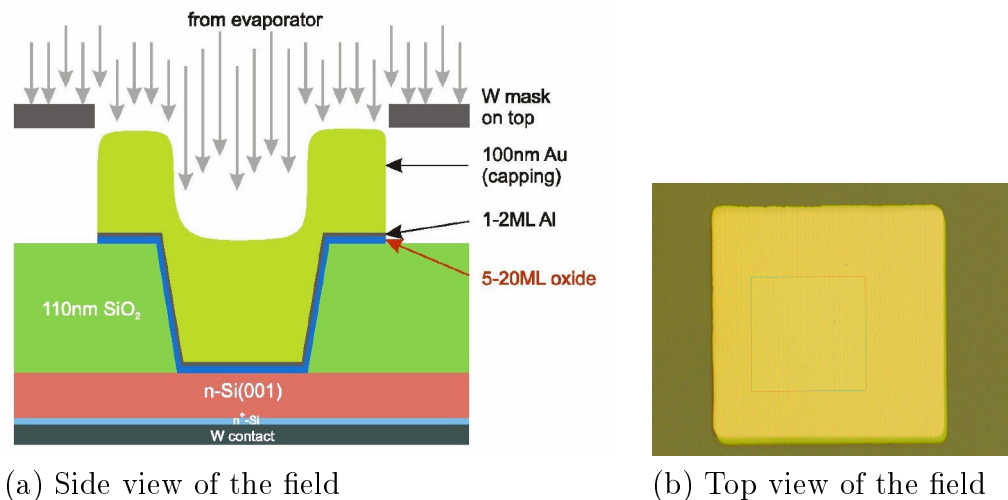 from evaporator
W mask
on top
100nm Au
(capping)
1-2ML Al
5-20ML oxide
110nm SiO₂
n-Si(001)
n⁺-Si
W contact
(a) Side view of the field
(b) Top view of the field